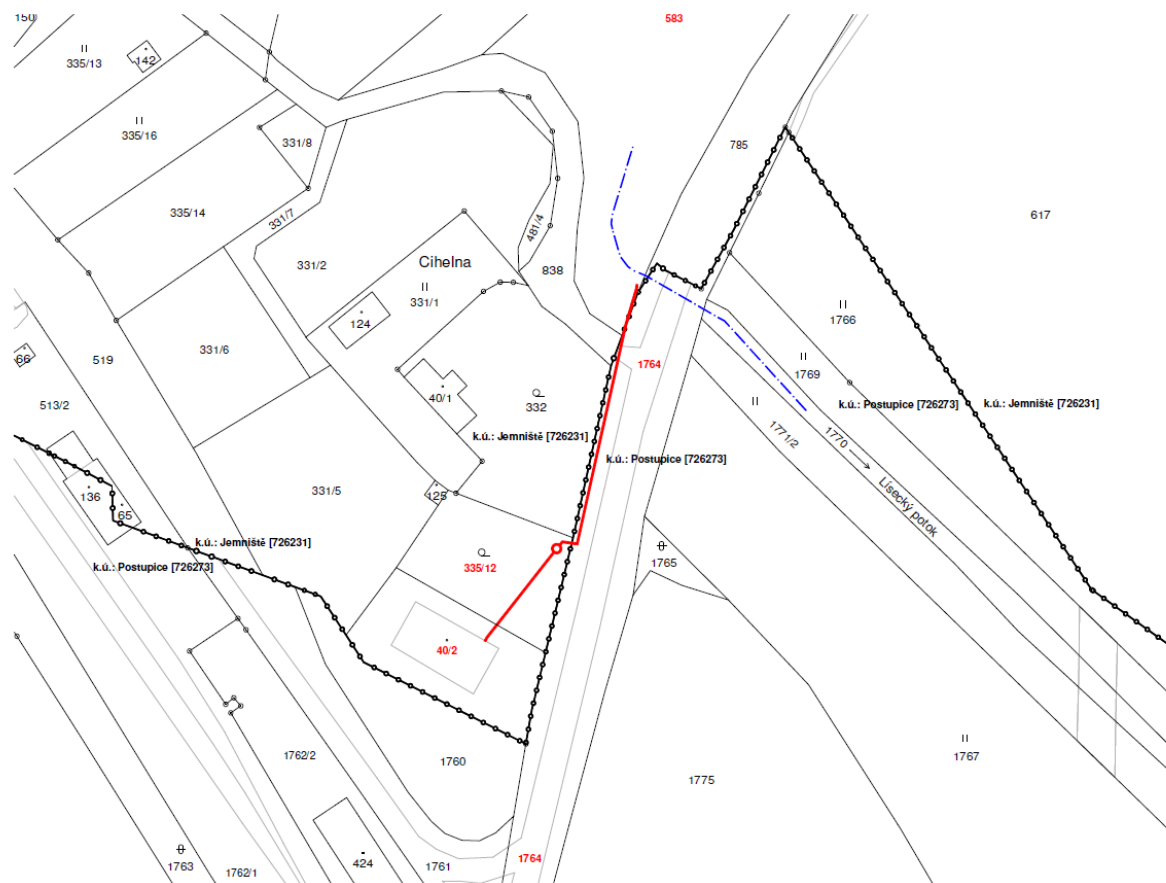 150
583
II
335/13
142
II
335/16
331/8
785
335/14
331/7
481/4
617
331/2
Cihelna
838
II
331/1
II
1766
124
66
519
331/6
1764
II
1769
513/2
40/1
332
II
k.ú.: Postupice [726273]
k.ú.: Jemniště [726231]
k.ú.: Jemniště [726231]
1771/2
1770
k.ú.: Postupice [726273]
331/5
125
136
65
Lísecký potok
k.ú.: Jemniště [726231]
k.ú.: Postupice [726273]
335/12
1765
40/2
II
1767
1762/2
1760
1775
424
1763
1762/1
1761
1764